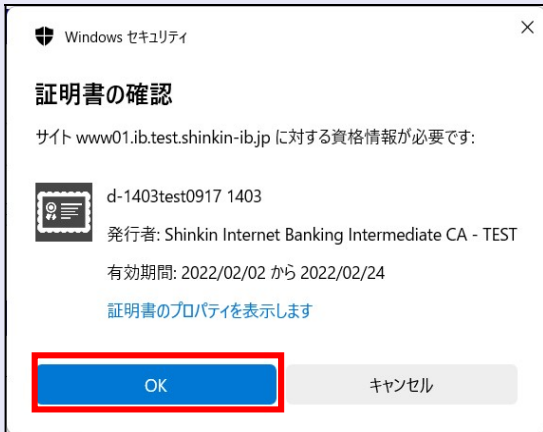 Windows セキュリティ
証明書の確認
サイト www01.ib.test.shinkin-ib.jp に対する資格情報が必要です:
d-1403test0917 1403
発行者: Shinkin Internet Banking Intermediate CA - TEST
有効期間: 2022/02/02 から 2022/02/24
証明書のプロパティを表示します
OK キャンセル